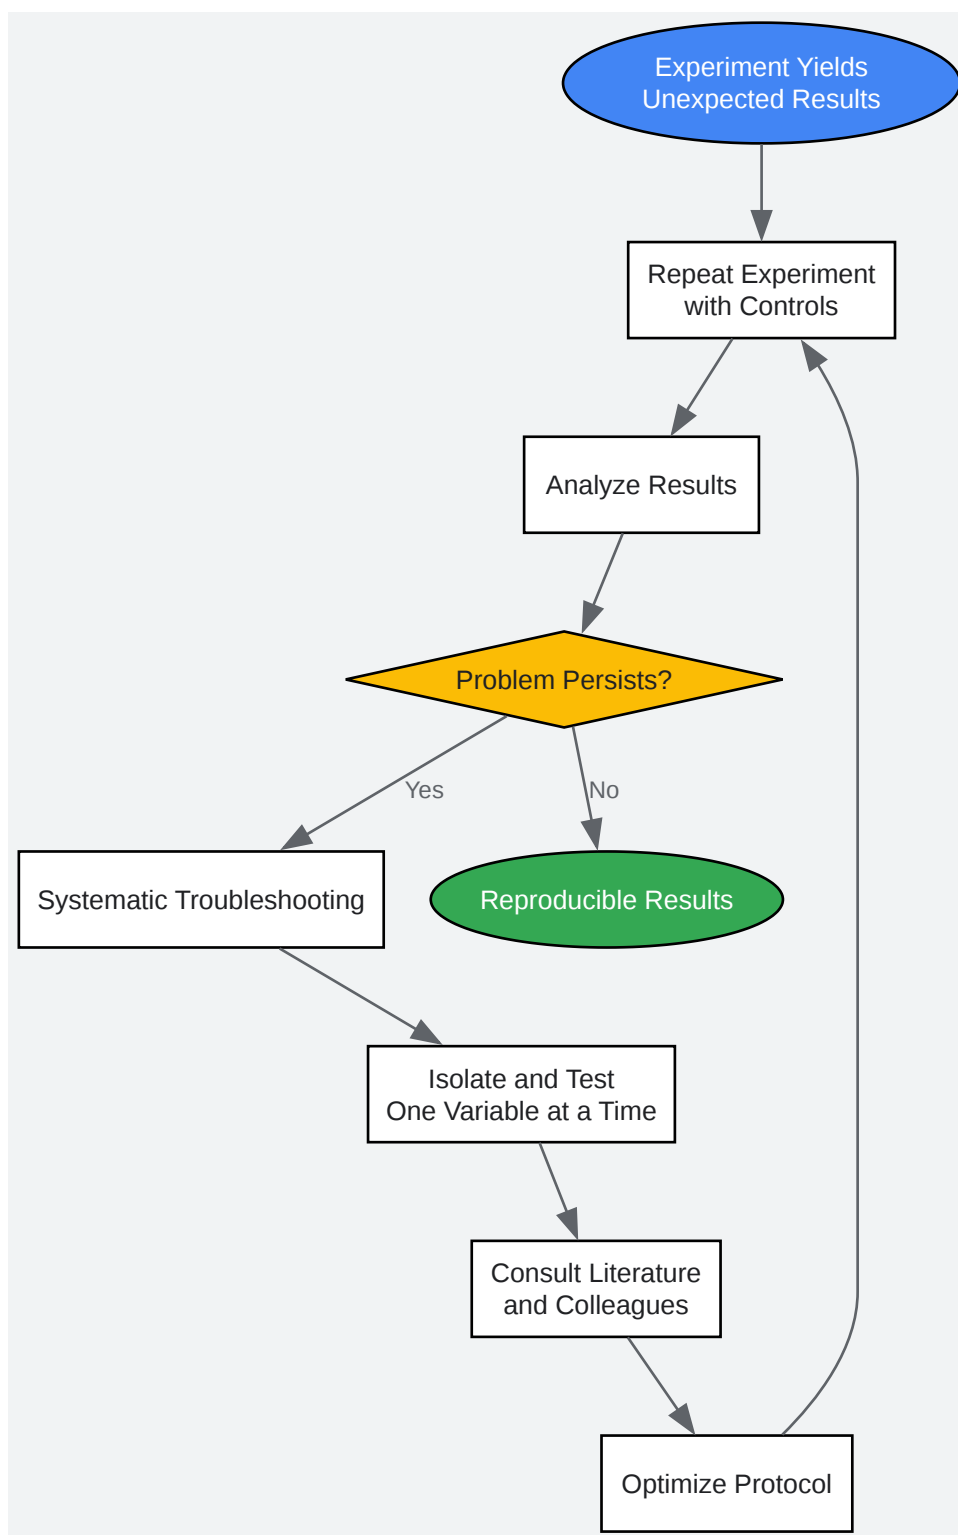 Experiment Yields
Unexpected Results
Repeat Experiment
with Controls
Analyze Results
Problem Persists?
Yes
No
Systematic Troubleshooting
Reproducible Results
Isolate and Test
One Variable at a Time
Consult Literature
and Colleagues
Optimize Protocol